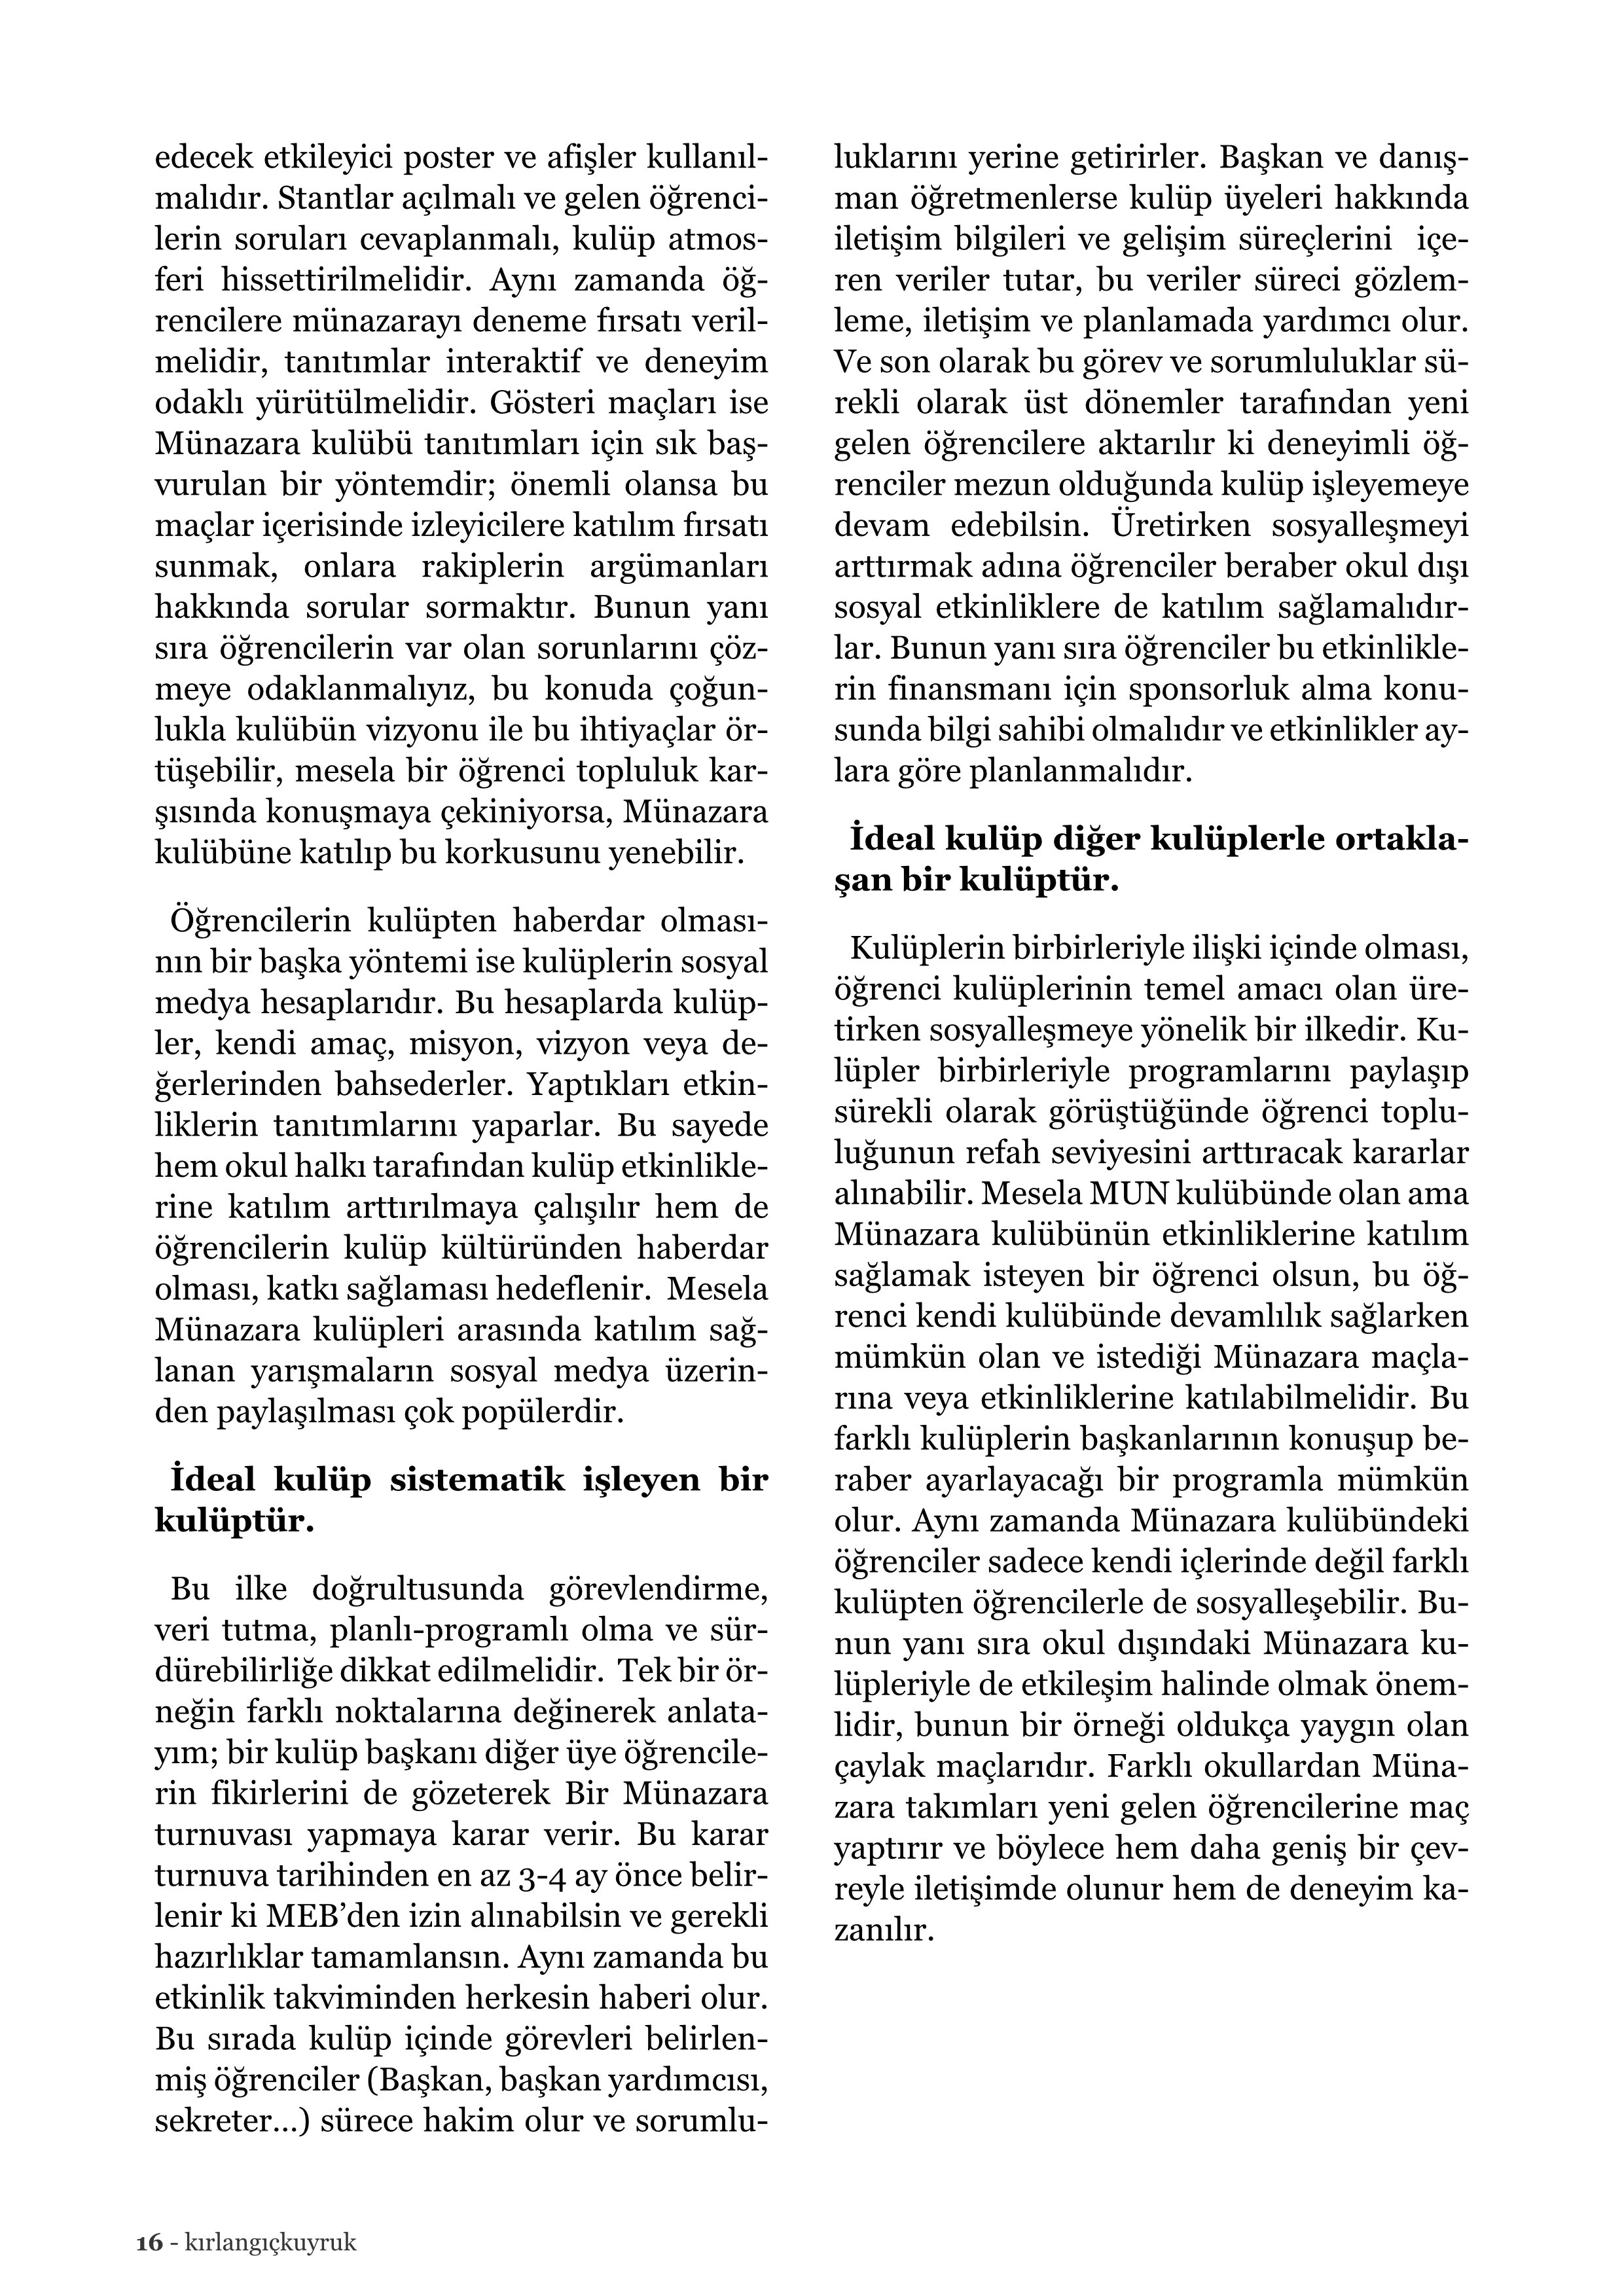 edecek etkileyici poster ve afişler kullanıl-
malıdır. Stantlar açılmalı ve gelen öğrenci-
lerin soruları cevaplanmalı, kulüp atmos-
feri hissettirilmelidir. Aynı zamanda öğ-
rencilere münazarayı deneme fırsatı veril-
melidir, tanıtımlar interaktif ve deneyim
odaklı yürütülmelidir. Gösteri maçları ise
Münazara kulübü tanıtımları için sık baş-
vurulan bir yöntemdir; önemli olansa bu
maçlar içerisinde izleyicilere katılım fırsatı
sunmak, onlara rakiplerin argümanları
hakkında sorular sormaktır. Bunun yanı
sıra öğrencilerin var olan sorunlarını çöz-
meye odaklanmalıyız, bu konuda çoğun-
lukla kulübün vizyonu ile bu ihtiyaçlar ör-
tüşebilir, mesela bir öğrenci topluluk kar-
şısında konuşmaya çekiniyorsa, Münazara
kulübüne katılıp bu korkusunu yenebilir.
Öğrencilerin kulüpten haberdar olması-
nın bir başka yöntemi ise kulüplerin sosyal
medya hesaplarıdır. Bu hesaplarda kulüp-
ler, kendi amaç, misyon, vizyon veya de-
ğerlerinden bahsederler. Yaptıkları etkin-
liklerin tanıtımlarını yaparlar. Bu sayede
hem okul halkı tarafından kulüp etkinlikle-
rine katılım arttırılmaya çalışılır hem de
öğrencilerin kulüp kültüründen haberdar
olması, katkı sağlaması hedeflenir.  Mesela
Münazara kulüpleri arasında katılım sağ-
lanan yarışmaların sosyal medya üzerin-
den paylaşılması çok popülerdir.
İdeal kulüp sistematik işleyen bir
kulüptür.
Bu ilke doğrultusunda görevlendirme,
veri tutma, planlı-programlı olma ve sür-
dürebilirliğe dikkat edilmelidir.  Tek bir ör-
neğin farklı noktalarına değinerek anlata-
yım; bir kulüp başkanı diğer üye öğrencile-
rin fikirlerini de gözeterek Bir Münazara
turnuvası yapmaya karar verir. Bu karar
turnuva tarihinden en az 3-4 ay önce belir-
lenir ki MEB’den izin alınabilsin ve gerekli
hazırlıklar tamamlansın. Aynı zamanda bu
etkinlik takviminden herkesin haberi olur.
Bu sırada kulüp içinde görevleri belirlen-
miş öğrenciler (Başkan, başkan yardımcısı,
sekreter...) sürece hakim olur ve sorumlu-
luklarını yerine getirirler. Başkan ve danış-
man öğretmenlerse kulüp üyeleri hakkında
iletişim bilgileri ve gelişim süreçlerini  içe-
ren veriler tutar, bu veriler süreci gözlem-
leme, iletişim ve planlamada yardımcı olur.
Ve son olarak bu görev ve sorumluluklar sü-
rekli olarak üst dönemler tarafından yeni
gelen öğrencilere aktarılır ki deneyimli öğ-
renciler mezun olduğunda kulüp işleyemeye
devam edebilsin. Üretirken sosyalleşmeyi
arttırmak adına öğrenciler beraber okul dışı
sosyal etkinliklere de katılım sağlamalıdır-
lar. Bunun yanı sıra öğrenciler bu etkinlikle-
rin finansmanı için sponsorluk alma konu-
sunda bilgi sahibi olmalıdır ve etkinlikler ay-
lara göre planlanmalıdır.
İdeal kulüp diğer kulüplerle ortakla-
şan bir kulüptür.
Kulüplerin birbirleriyle ilişki içinde olması,
öğrenci kulüplerinin temel amacı olan üre-
tirken sosyalleşmeye yönelik bir ilkedir. Ku-
lüpler birbirleriyle programlarını paylaşıp
sürekli olarak görüştüğünde öğrenci toplu-
luğunun refah seviyesini arttıracak kararlar
alınabilir. Mesela MUN kulübünde olan ama
Münazara kulübünün etkinliklerine katılım
sağlamak isteyen bir öğrenci olsun, bu öğ-
renci kendi kulübünde devamlılık sağlarken
mümkün olan ve istediği Münazara maçla-
rına veya etkinliklerine katılabilmelidir. Bu
farklı kulüplerin başkanlarının konuşup be-
raber ayarlayacağı bir programla mümkün
olur. Aynı zamanda Münazara kulübündeki
öğrenciler sadece kendi içlerinde değil farklı
kulüpten öğrencilerle de sosyalleşebilir. Bu-
nun yanı sıra okul dışındaki Münazara ku-
lüpleriyle de etkileşim halinde olmak önem-
lidir, bunun bir örneği oldukça yaygın olan
çaylak maçlarıdır. Farklı okullardan Müna-
zara takımları yeni gelen öğrencilerine maç
yaptırır ve böylece hem daha geniş bir çev-
reyle iletişimde olunur hem de deneyim ka-
zanılır.
16 - kırlangıçkuyruk